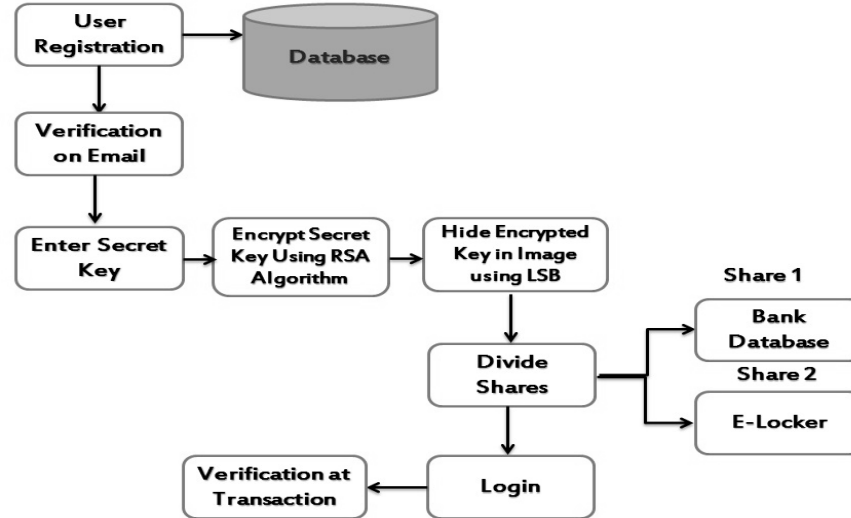 User
Registration
Database
Verification
on Email
Enter Secret
Key
Encrypt Secret
Key Using RSA
Algorithm
Hide Encrypted
Key in Image
using LSB
Share 1
Bank
Database
Divide
Shares
Share 2
E-Locker
Verification at
Transaction
Login